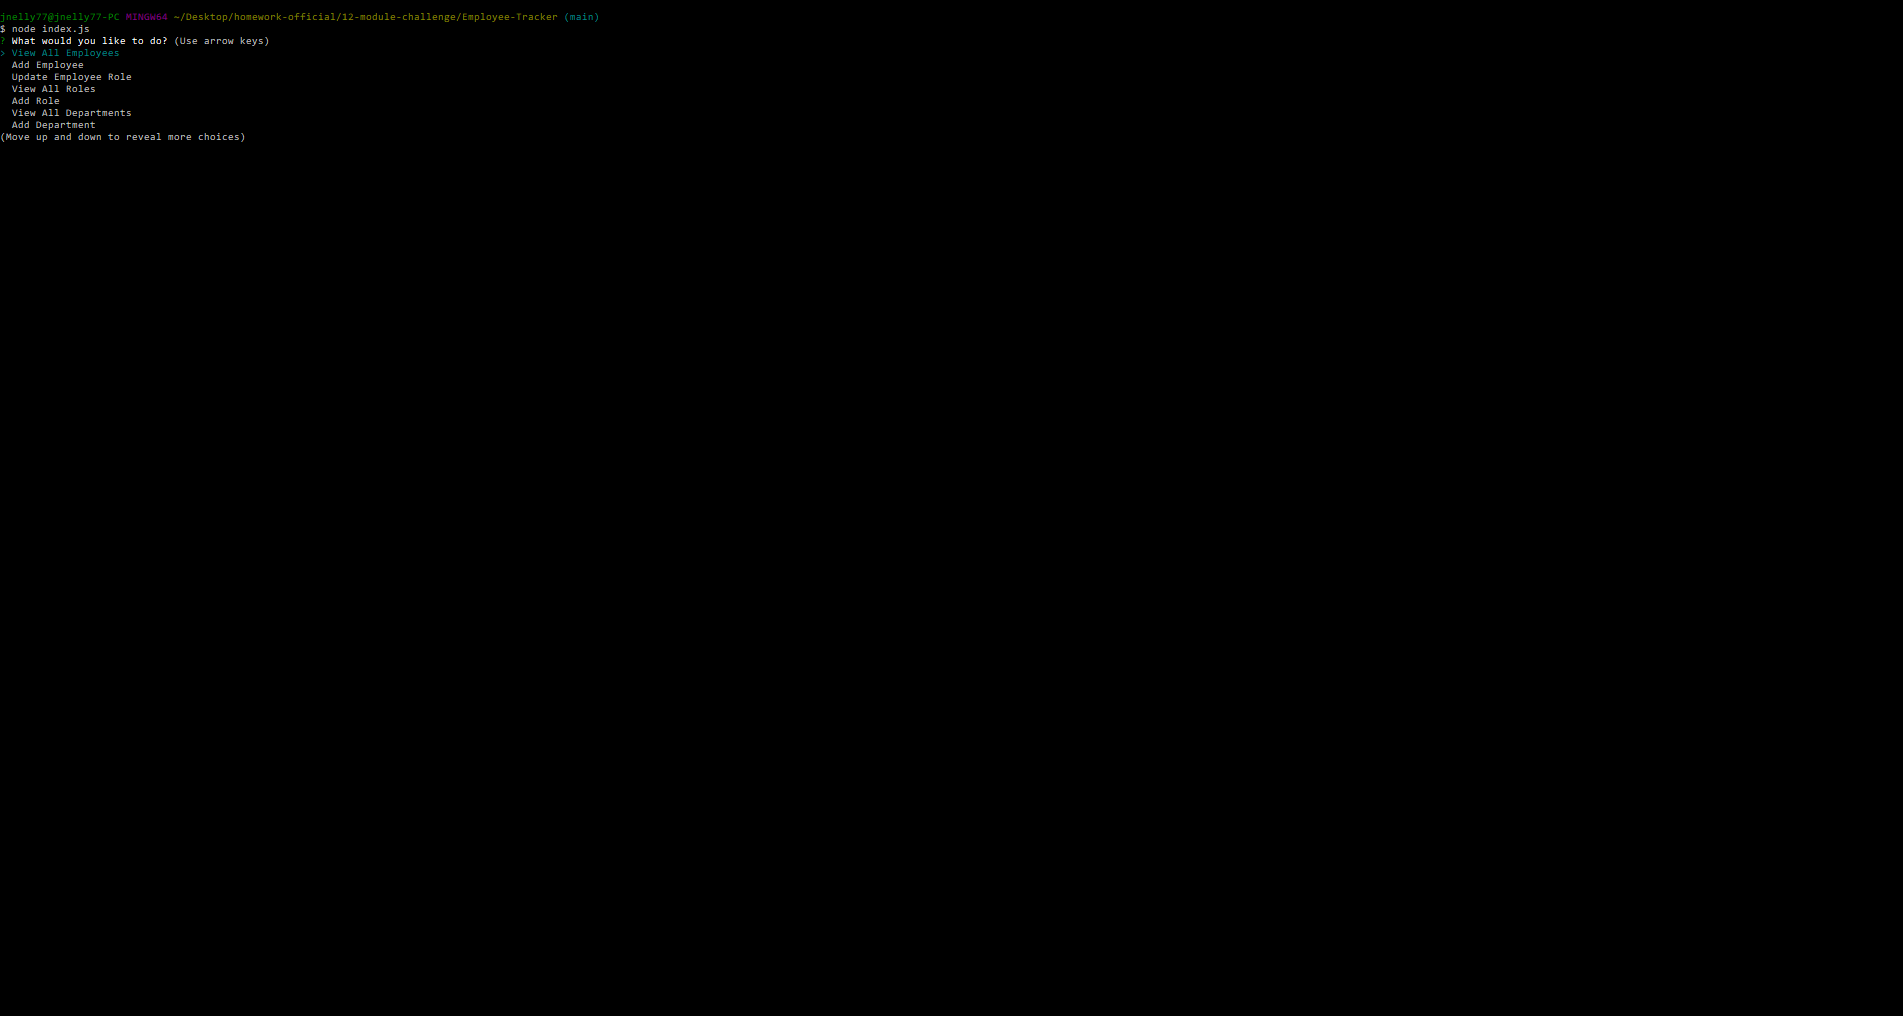 jnelly77@jnelly77-PC MINGW64 ~/Desktop/homework-official/12-module-challenge/Employee-Tracker (main)
$ node index.js
? What would you like to do? (Use arrow keys)
> View All Employees
  Add Employee
  Update Employee Role
  View All Roles
  Add Role
  View All Departments
  Add Department
(Move up and down to reveal more choices)